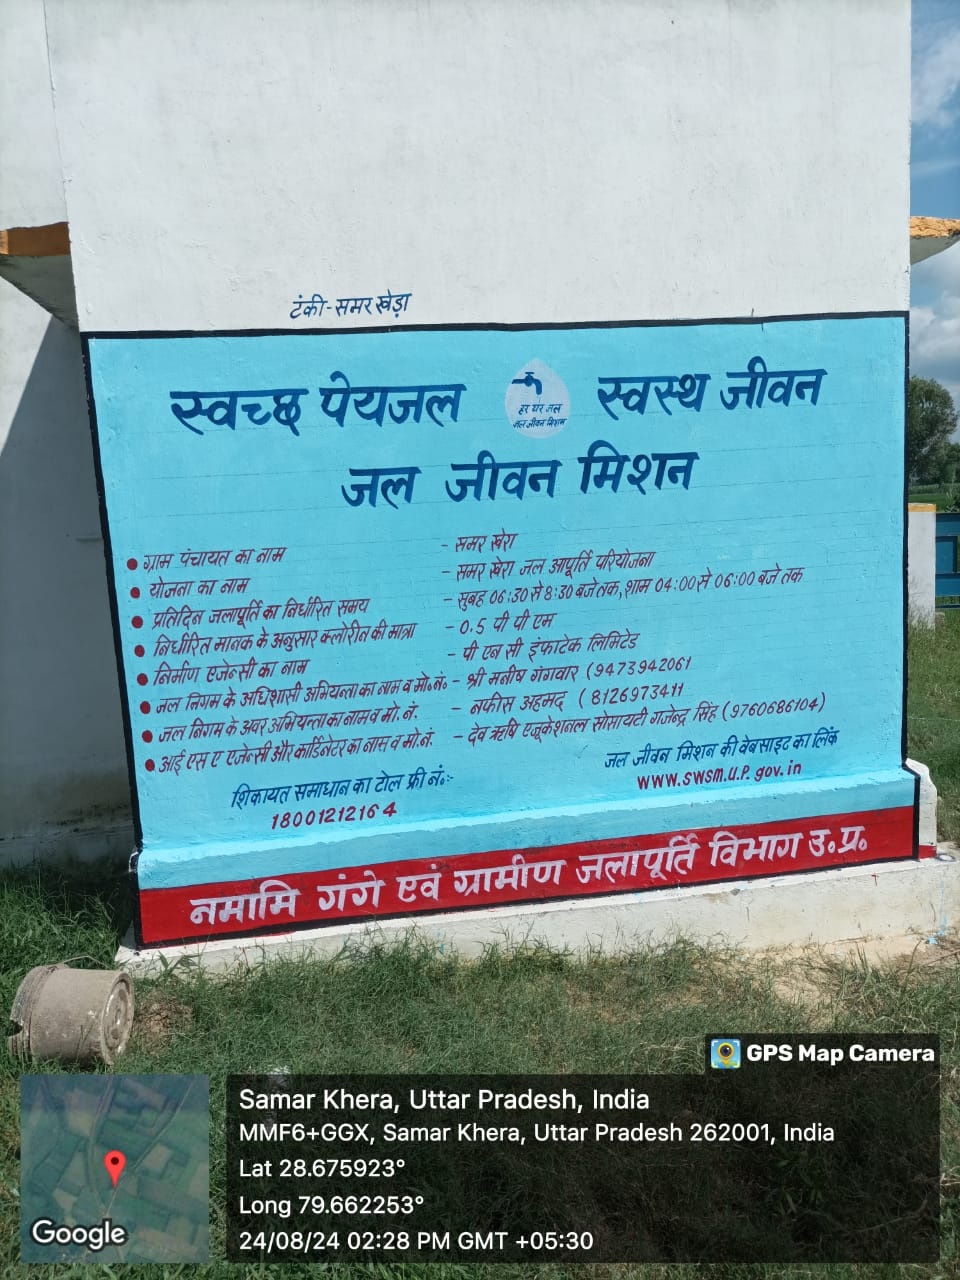 टंकी-समर खेड़ा
स्वच्छ पेयजल
हर घर जल
जल जीवन मिशन
स्वस्थ जीवन
जल जीवन मिशन
ग्राम पंचायत का नाम - समर खेरा
योजना का नाम - समर खेरा जल आपूर्ति परियोजना
प्रतिदिन जलापूर्ति का निर्धारित समय - सुबह 06:30 से 8:30 बजे तक, शाम 04:00 से 06:00 बजे तक
निर्धारित मानक के अनुसार क्लोरीन की मात्रा - 0.5 पी पी एम
निर्माण एजेन्सी का नाम - पी एन सी इंफाटेक लिमिटेड
जल निगम के अधिशासी अभियन्ता का नाम व मो.नं. - श्री मनीष गंगवार (9473942061
जल निगम के अवर अभियन्ता का नाम व मो. नं. - नफीस अहमद (8126973411
आई एस ए एजेन्सी और कार्डिनेटर का नाम व मो.नं. - देव ऋषि एजूकेशनल सोसायटी गजेन्द्र सिंह (9760686104)
शिकायत समाधान का टोल फ्री नं.:-
18001212164
जल जीवन मिशन की वेबसाइट का लिंक
www.swsm.u.P.gov.in
नमामि गंगे एवं ग्रामीण जलापूर्ति विभाग उ.प्र.
GPS Map Camera
Google
Samar Khera, Uttar Pradesh, India
MMF6+GGX, Samar Khera, Uttar Pradesh 262001, India
Lat 28.675923°
Long 79.662253°
24/08/24 02:28 PM GMT +05:30